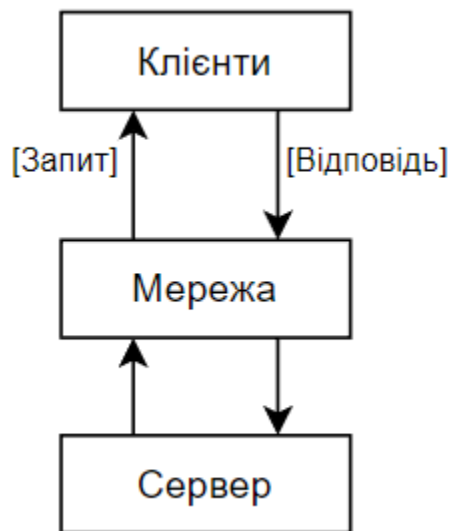 Клієнти
[Запит]
[Відповідь]
Мережа
Сервер